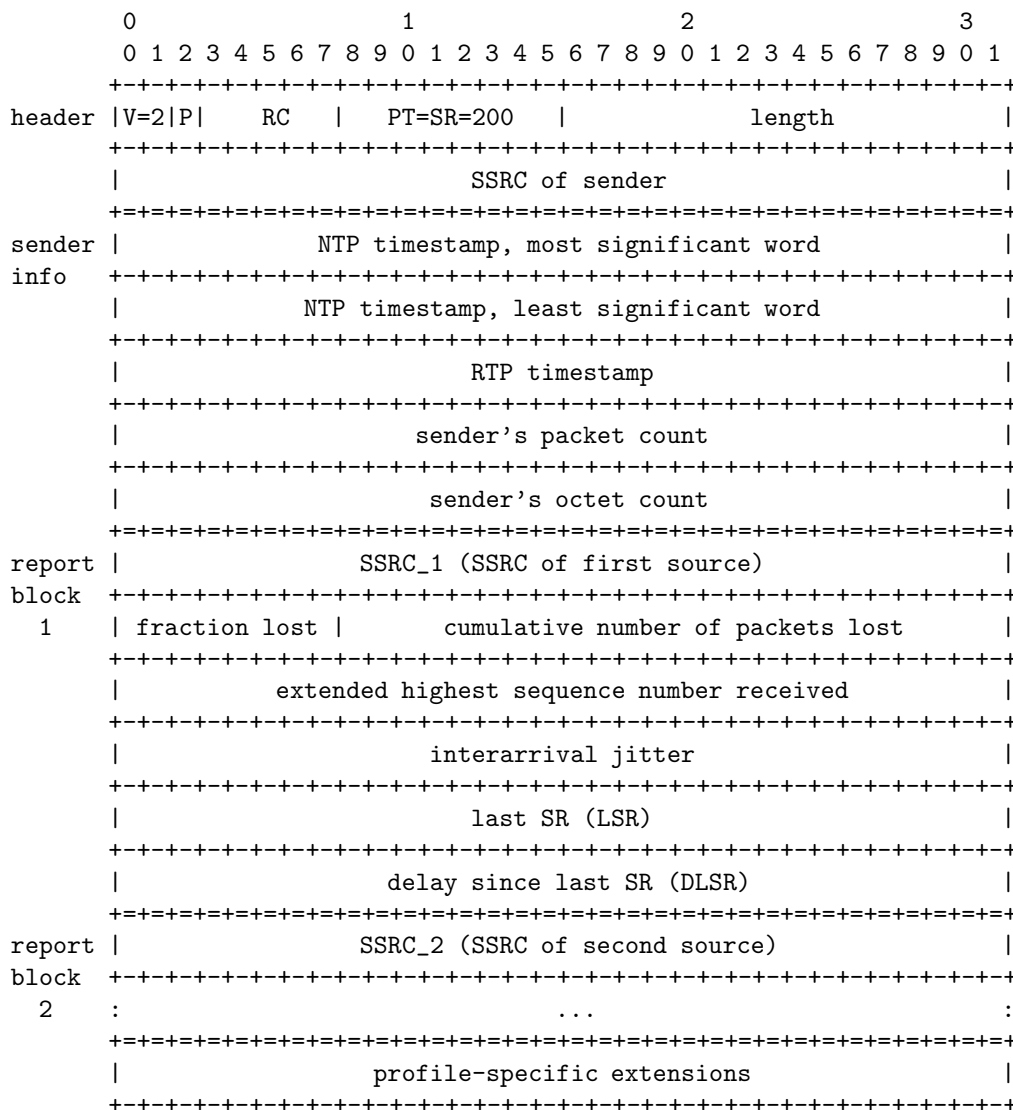 0                   1                   2                   3
        0 1 2 3 4 5 6 7 8 9 0 1 2 3 4 5 6 7 8 9 0 1 2 3 4 5 6 7 8 9 0 1
       +-+-+-+-+-+-+-+-+-+-+-+-+-+-+-+-+-+-+-+-+-+-+-+-+-+-+-+-+-+-+-+-+
header |V=2|P|    RC   |   PT=SR=200   |             length            |
       +-+-+-+-+-+-+-+-+-+-+-+-+-+-+-+-+-+-+-+-+-+-+-+-+-+-+-+-+-+-+-+-+
       |                         SSRC of sender                        |
       +=+=+=+=+=+=+=+=+=+=+=+=+=+=+=+=+=+=+=+=+=+=+=+=+=+=+=+=+=+=+=+=+
sender |              NTP timestamp, most significant word             |
info   +-+-+-+-+-+-+-+-+-+-+-+-+-+-+-+-+-+-+-+-+-+-+-+-+-+-+-+-+-+-+-+-+
       |             NTP timestamp, least significant word             |
       +-+-+-+-+-+-+-+-+-+-+-+-+-+-+-+-+-+-+-+-+-+-+-+-+-+-+-+-+-+-+-+-+
       |                         RTP timestamp                         |
       +-+-+-+-+-+-+-+-+-+-+-+-+-+-+-+-+-+-+-+-+-+-+-+-+-+-+-+-+-+-+-+-+
       |                     sender's packet count                     |
       +-+-+-+-+-+-+-+-+-+-+-+-+-+-+-+-+-+-+-+-+-+-+-+-+-+-+-+-+-+-+-+-+
       |                      sender's octet count                     |
       +=+=+=+=+=+=+=+=+=+=+=+=+=+=+=+=+=+=+=+=+=+=+=+=+=+=+=+=+=+=+=+=+
report |                 SSRC_1 (SSRC of first source)                 |
block  +-+-+-+-+-+-+-+-+-+-+-+-+-+-+-+-+-+-+-+-+-+-+-+-+-+-+-+-+-+-+-+-+
  1    | fraction lost |       cumulative number of packets lost       |
       +-+-+-+-+-+-+-+-+-+-+-+-+-+-+-+-+-+-+-+-+-+-+-+-+-+-+-+-+-+-+-+-+
       |           extended highest sequence number received           |
       +-+-+-+-+-+-+-+-+-+-+-+-+-+-+-+-+-+-+-+-+-+-+-+-+-+-+-+-+-+-+-+-+
       |                      interarrival jitter                      |
       +-+-+-+-+-+-+-+-+-+-+-+-+-+-+-+-+-+-+-+-+-+-+-+-+-+-+-+-+-+-+-+-+
       |                         last SR (LSR)                         |
       +-+-+-+-+-+-+-+-+-+-+-+-+-+-+-+-+-+-+-+-+-+-+-+-+-+-+-+-+-+-+-+-+
       |                   delay since last SR (DLSR)                  |
       +=+=+=+=+=+=+=+=+=+=+=+=+=+=+=+=+=+=+=+=+=+=+=+=+=+=+=+=+=+=+=+=+
report |                 SSRC_2 (SSRC of second source)                |
block  +-+-+-+-+-+-+-+-+-+-+-+-+-+-+-+-+-+-+-+-+-+-+-+-+-+-+-+-+-+-+-+-+
  2    :                               ...                             :
       +=+=+=+=+=+=+=+=+=+=+=+=+=+=+=+=+=+=+=+=+=+=+=+=+=+=+=+=+=+=+=+=+
       |                  profile-specific extensions                  |
       +-+-+-+-+-+-+-+-+-+-+-+-+-+-+-+-+-+-+-+-+-+-+-+-+-+-+-+-+-+-+-+-+